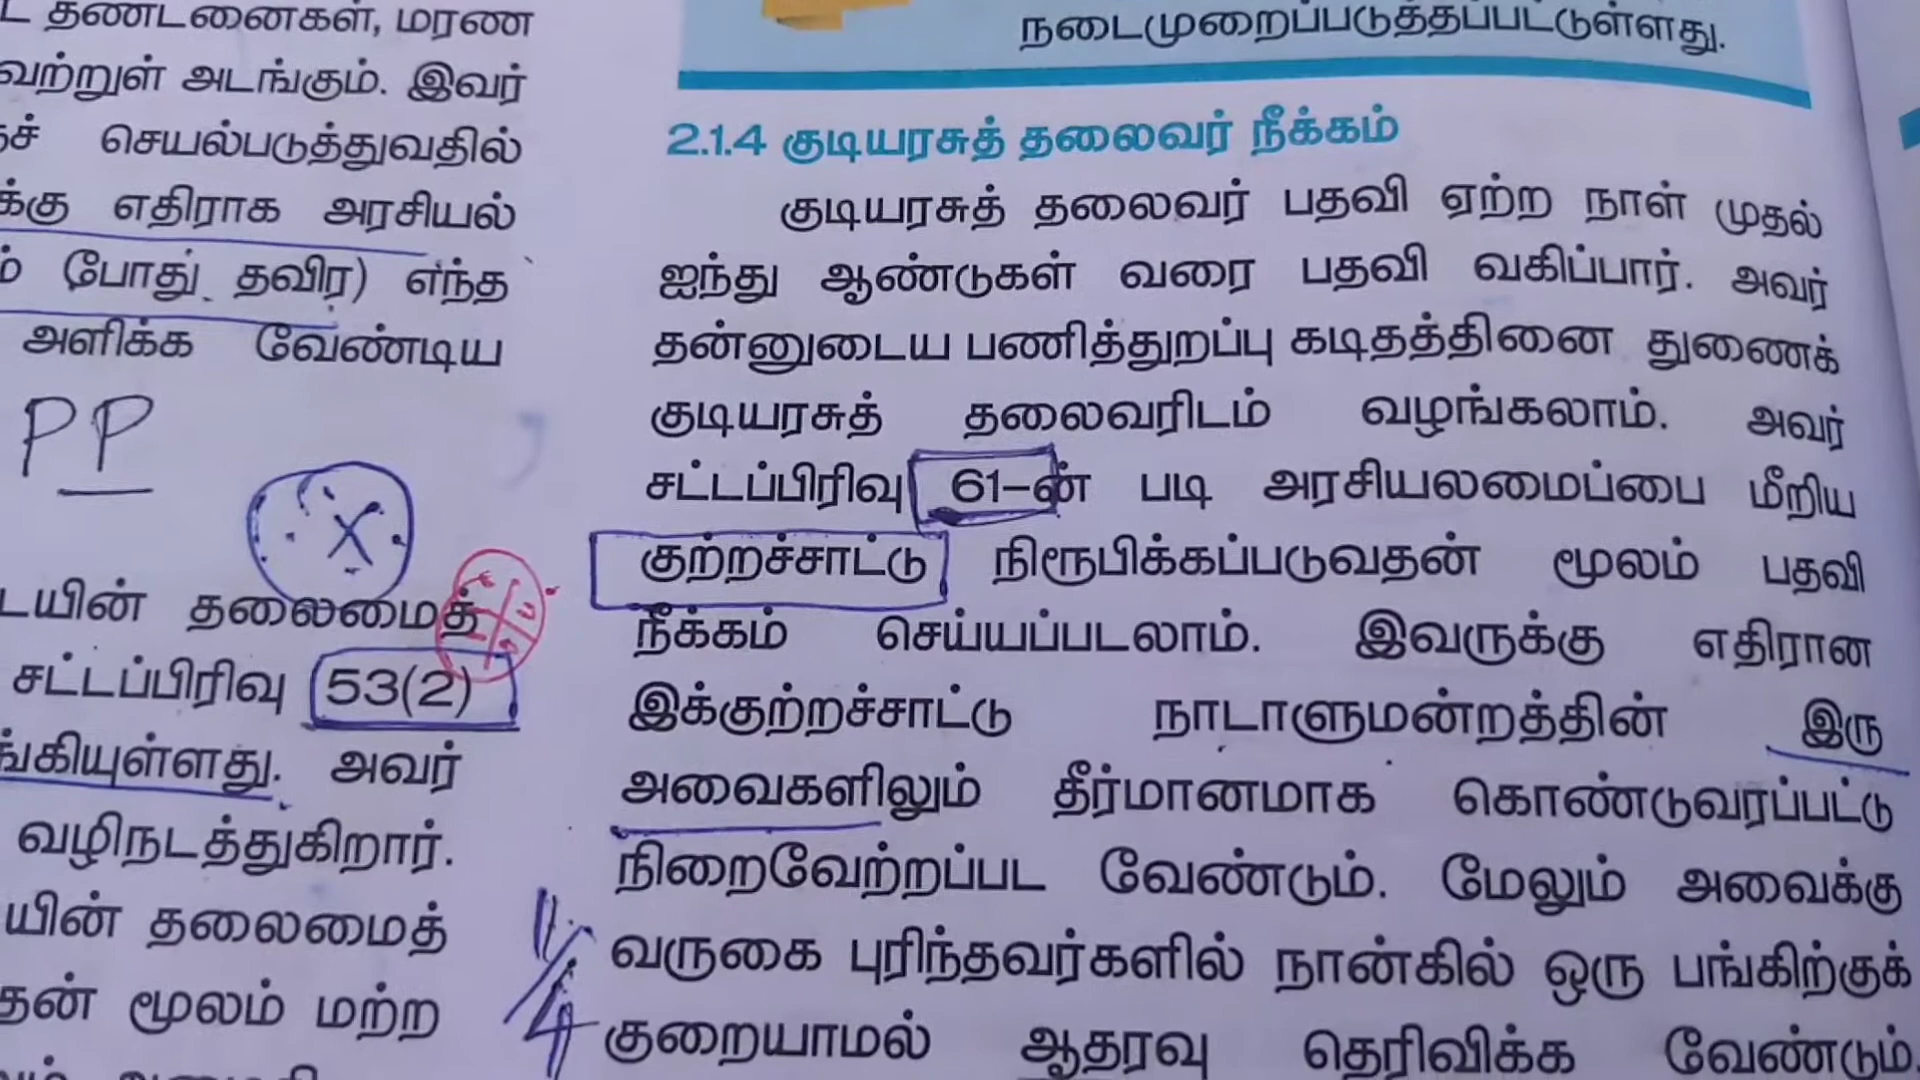 தண்டனைகள், மரண
வற்றுள் அடங்கும். இவர்
செயல்படுத்துவதில்
க்கு எதிராக அரசியல்
ம் போது தவிர) எந்த
அளிக்க வேண்டிய
PP
டயின் தலைமைத்
சட்டப்பிரிவு 53(2)
ங்கியுள்ளது. அவர்
வழிநடத்துகிறார்.
யின் தலைமைத்
தன் மூலம் மற்ற
நடைமுறைப்படுத்தப்பட்டுள்ளது.
2.1.4 குடியரசுத் தலைவர் நீக்கம்
குடியரசுத் தலைவர் பதவி ஏற்ற நாள் முதல்
ஐந்து ஆண்டுகள் வரை பதவி வகிப்பார். அவர்
தன்னுடைய பணித்துறப்பு கடிதத்தினை துணைக்
குடியரசுத் தலைவரிடம் வழங்கலாம். அவர்
சட்டப்பிரிவு 61-ன் படி அரசியலமைப்பை மீறிய
குற்றச்சாட்டு நிரூபிக்கப்படுவதன் மூலம் பதவி
நீக்கம் செய்யப்படலாம். இவருக்கு எதிரான
இக்குற்றச்சாட்டு நாடாளுமன்றத்தின் இரு
அவைகளிலும் தீர்மானமாக கொண்டுவரப்பட்டு
நிறைவேற்றப்பட வேண்டும். மேலும் அவைக்கு
வருகை புரிந்தவர்களில் நான்கில் ஒரு பங்கிற்குக்
1/4 குறையாமல் ஆதரவு தெரிவிக்க வேண்டும்.